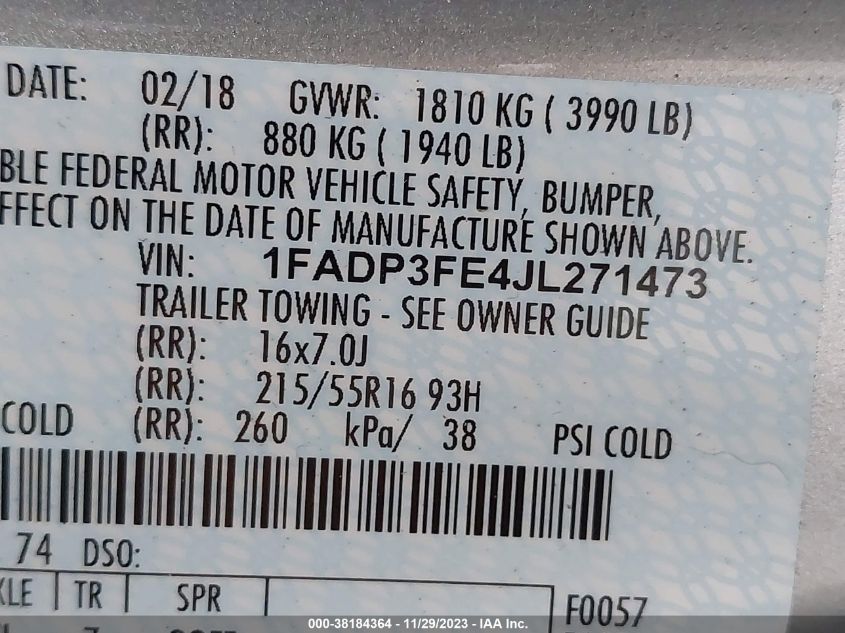 DATE: 02/18 GVWR: 1810 KG ( 3990 LB)
(RR): 880 KG ( 1940 LB)
BLE FEDERAL MOTOR VEHICLE SAFETY, BUMPER,
FFECT ON THE DATE OF MANUFACTURE SHOWN ABOVE.
VIN: 1FADP3FE4JL271473
TRAILER TOWING - SEE OWNER GUIDE
(RR): 16x7.0J
(RR): 215/55R16 93H
COLD (RR): 260 kPa/ 38 PSI COLD
74 DSO:
KLE TR SPR F0057
000-38184364 - 11/29/2023 - IAA Inc.